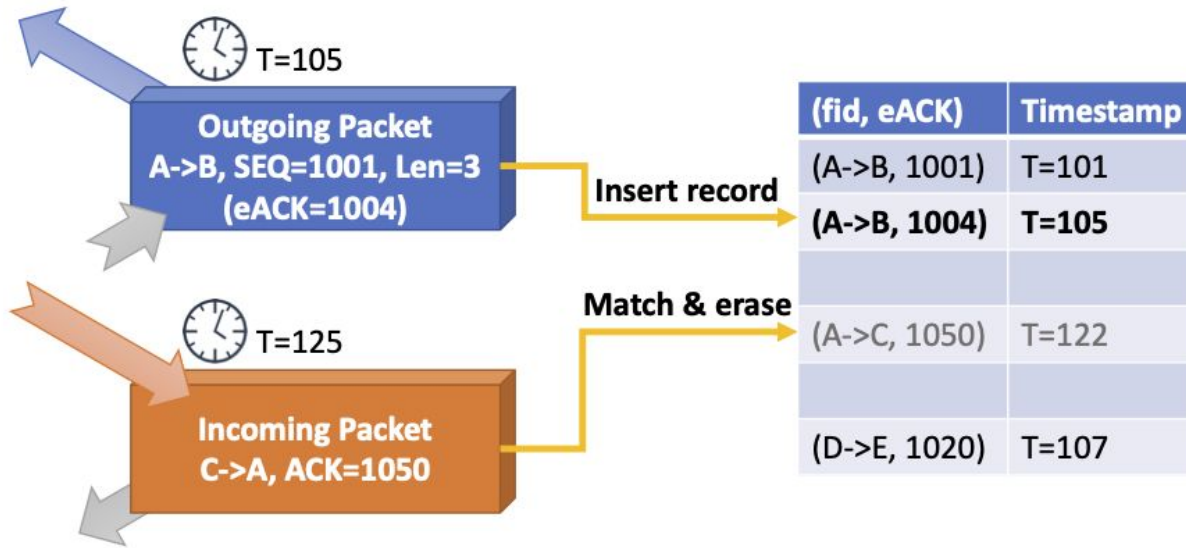 T=105
Outgoing Packet
A->B, SEQ=1001, Len=3
(eACK=1004)
Insert record
T=125
Incoming Packet
C->A, ACK=1050
Match & erase
(fid, eACK) Timestamp
(A->B, 1001) T=101
(A->B, 1004) T=105
(A->C, 1050) T=122
(D->E, 1020) T=107